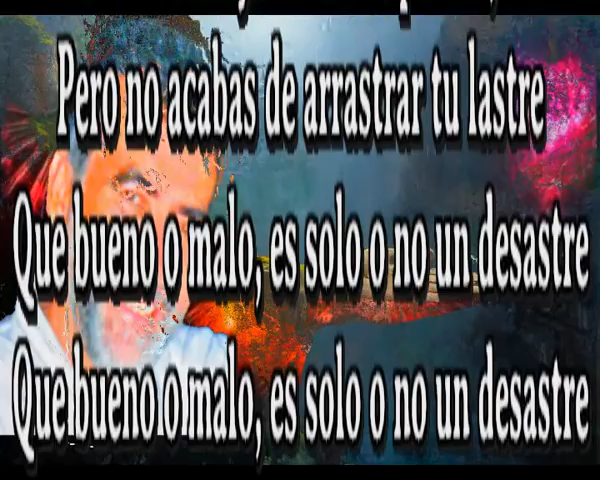 Pero no acabas de arrastrar tu lastre
Que bueno o malo, es solo o no un desastre
Que bueno o malo, es solo o no un desastre